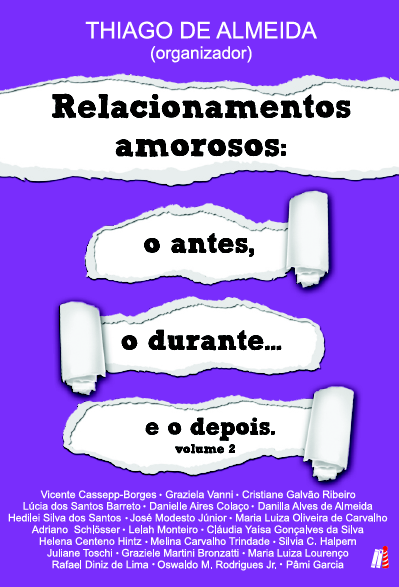 THIAGO DE ALMEIDA
(organizador)
Relacionamentos
amorosos:
o antes,
o durante...
e o depois.
volume 2
Vicente Cassepp-Borges • Graziela Vanni • Cristiane Galvão Ribeiro
Lúcia dos Santos Barreto • Danielle Aires Colaço • Danilla Alves de Almeida
Hedilei Silva dos Santos • José Modesto Júnior • Maria Luiza Oliveira de Carvalho
Adriano Schlösser • Lelah Monteiro • Cláudia Yaísa Gonçalves da Silva
Helena Centeno Hintz • Melina Carvalho Trindade • Silvia C. Halpern
Juliane Toschi • Graziele Martini Bronzatti • Maria Luiza Lourenço
Rafael Diniz de Lima • Oswaldo M. Rodrigues Jr. • Pâmi Garcia